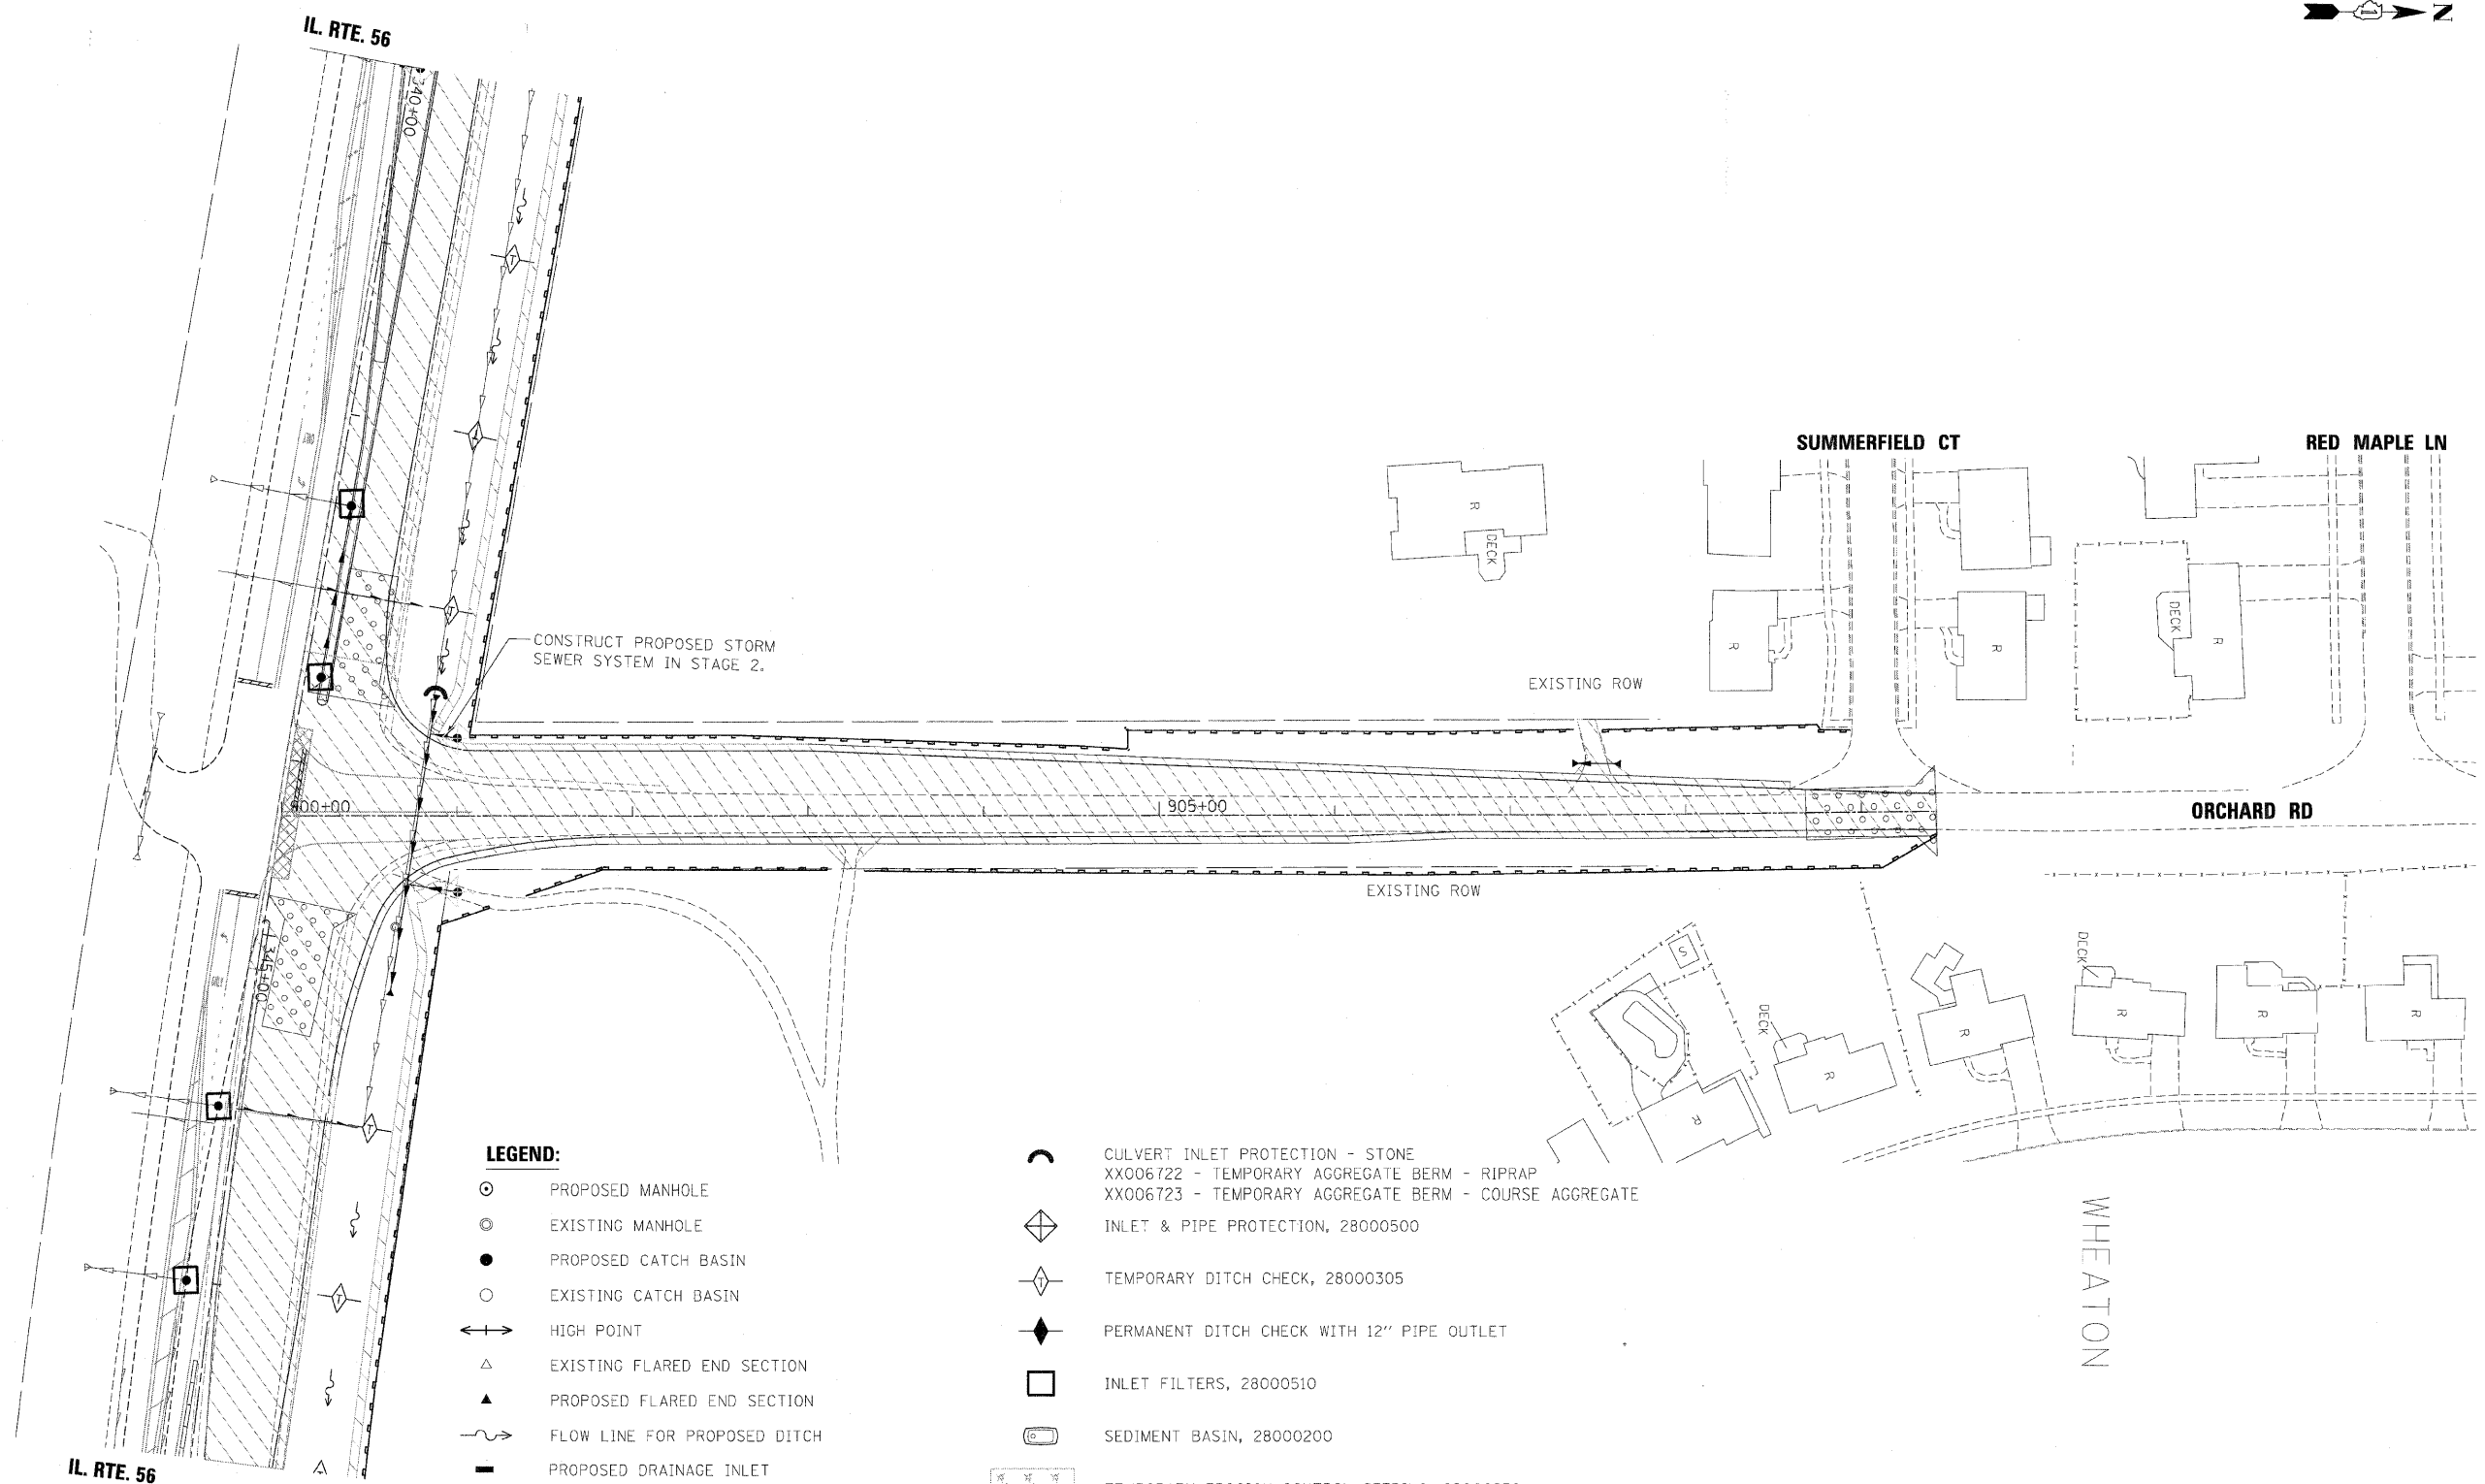 IL. RTE. 56
N
340+00
SUMMERFIELD CT
RED MAPLE LN
R
DECK
R
R
DECK
R
CONSTRUCT PROPOSED STORM
SEWER SYSTEM IN STAGE 2.
EXISTING ROW
900+00
905+00
ORCHARD RD
EXISTING ROW
345+00
S
DECK
DECK
R
R
R
R
R
R
WHEATON
LEGEND:
PROPOSED MANHOLE
EXISTING MANHOLE
PROPOSED CATCH BASIN
EXISTING CATCH BASIN
HIGH POINT
EXISTING FLARED END SECTION
PROPOSED FLARED END SECTION
FLOW LINE FOR PROPOSED DITCH
PROPOSED DRAINAGE INLET
CULVERT INLET PROTECTION - STONE
XX006722 - TEMPORARY AGGREGATE BERM - RIPRAP
XX006723 - TEMPORARY AGGREGATE BERM - COURSE AGGREGATE
INLET & PIPE PROTECTION, 28000500
T TEMPORARY DITCH CHECK, 28000305
PERMANENT DITCH CHECK WITH 12" PIPE OUTLET
INLET FILTERS, 28000510
SEDIMENT BASIN, 28000200
IL. RTE. 56